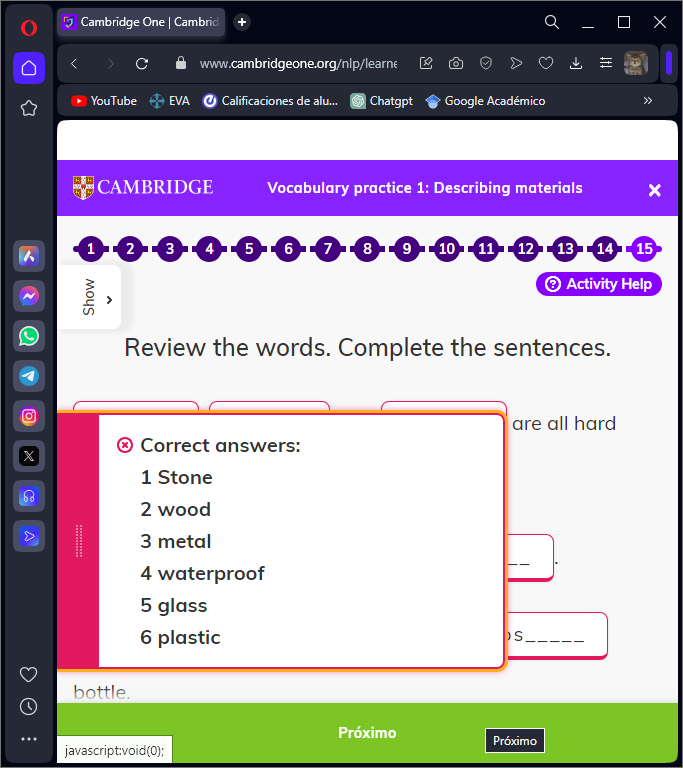 Cambridge One | Cambrid
www.cambridgeone.org/nlp/learne
YouTube
EVA
Calificaciones de alu...
Chatgpt
Google Académico
CAMBRIDGE
Vocabulary practice 1: Describing materials
1 2 3 4 5 6 7 8 9 10 11 12 13 14 15
Activity Help
Show
Review the words. Complete the sentences.
are all hard
Correct answers:
1 Stone
2 wood
3 metal
4 waterproof
5 glass
6 plastic
__ .
os_____
bottle.
Próximo
Próximo
javascript:void(0);